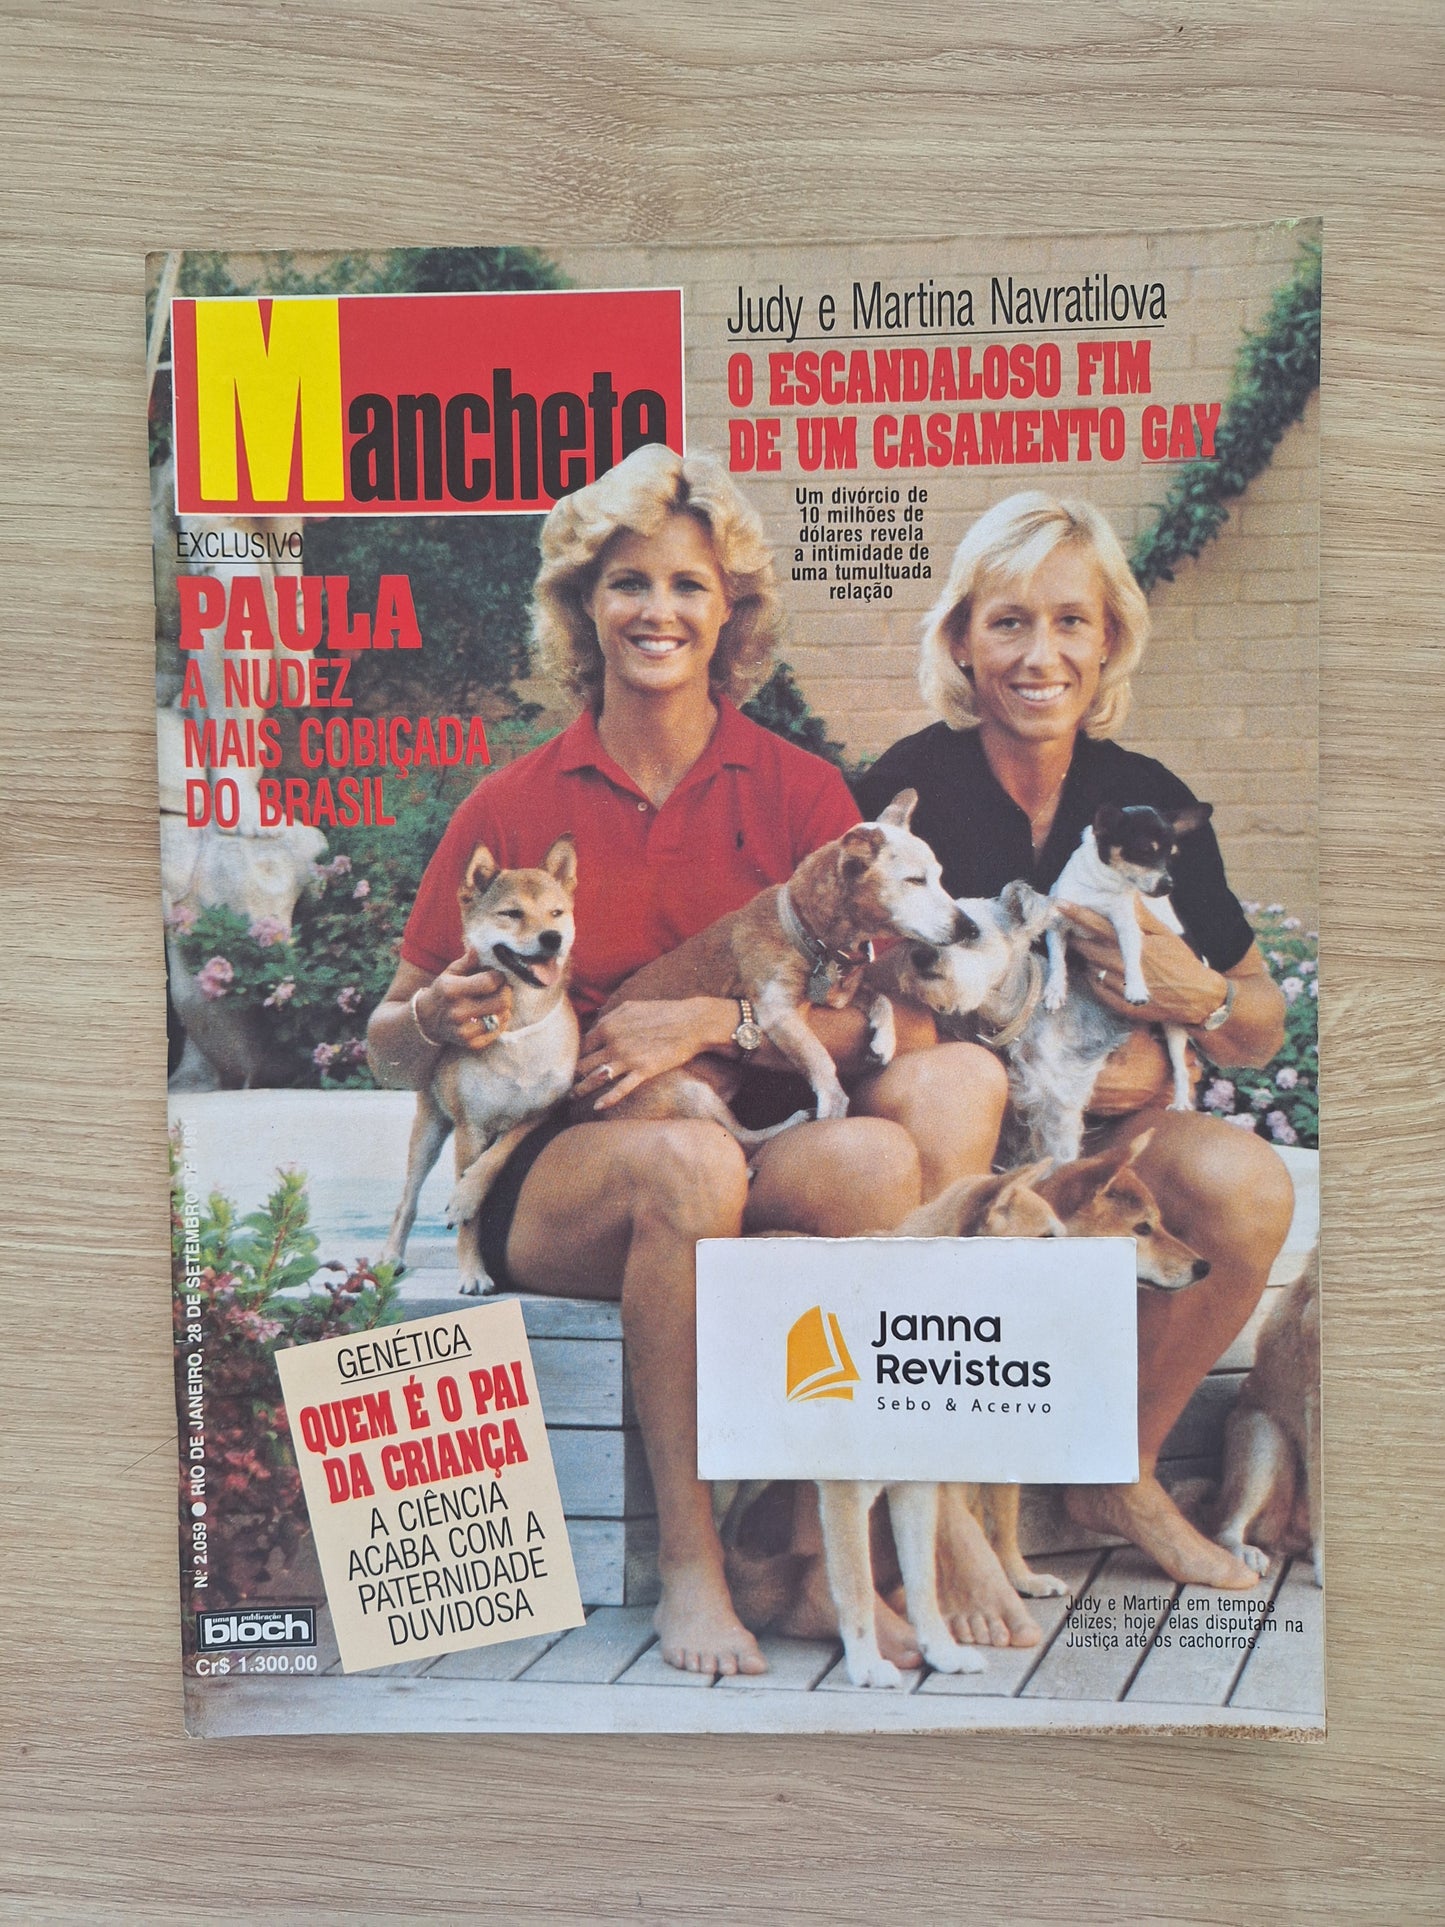 Manchete
Judy e Martina Navratilova
O ESCANDALOSO FIM
DE UM CASAMENTO GAY
Um divórcio de
10 milhões de
dólares revela
a intimidade de
uma tumultuada
relação
EXCLUSIVO
PAULA
A NUDEZ
MAIS COBIÇADA
DO BRASIL
GENÉTICA
QUEM É O PAI
DA CRIANÇA
A CIÊNCIA
ACABA COM A
PATERNIDADE
DUVIDOSA
Janna
Revistas
Sebo & Acervo
Judy e Martina em tempos
felizes; hoje, elas disputam na
Justiça até os cachorros.
N.º 2.059 ● RIO DE JANEIRO, 28 DE SETEMBRO DE
uma publicação
bloch
Cr$ 1.300,00